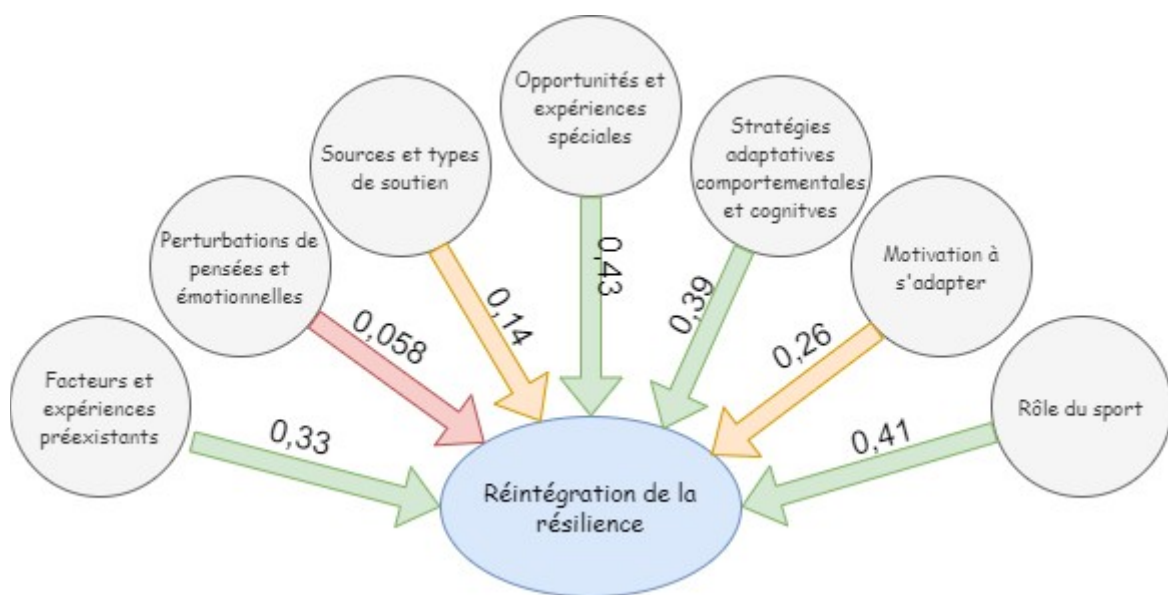 Facteurs et
expériences
préexistants
0,33
Perturbations de
pensées et
émotionnelles
0,058
Sources et types
de soutien
0,14
Opportunités et
expériences
spéciales
0,43
Stratégies
adaptatives
comportementales
et cognitves
0,39
Motivation à
s'adapter
0,26
Rôle du sport
0,41
Réintégration de la
résilience